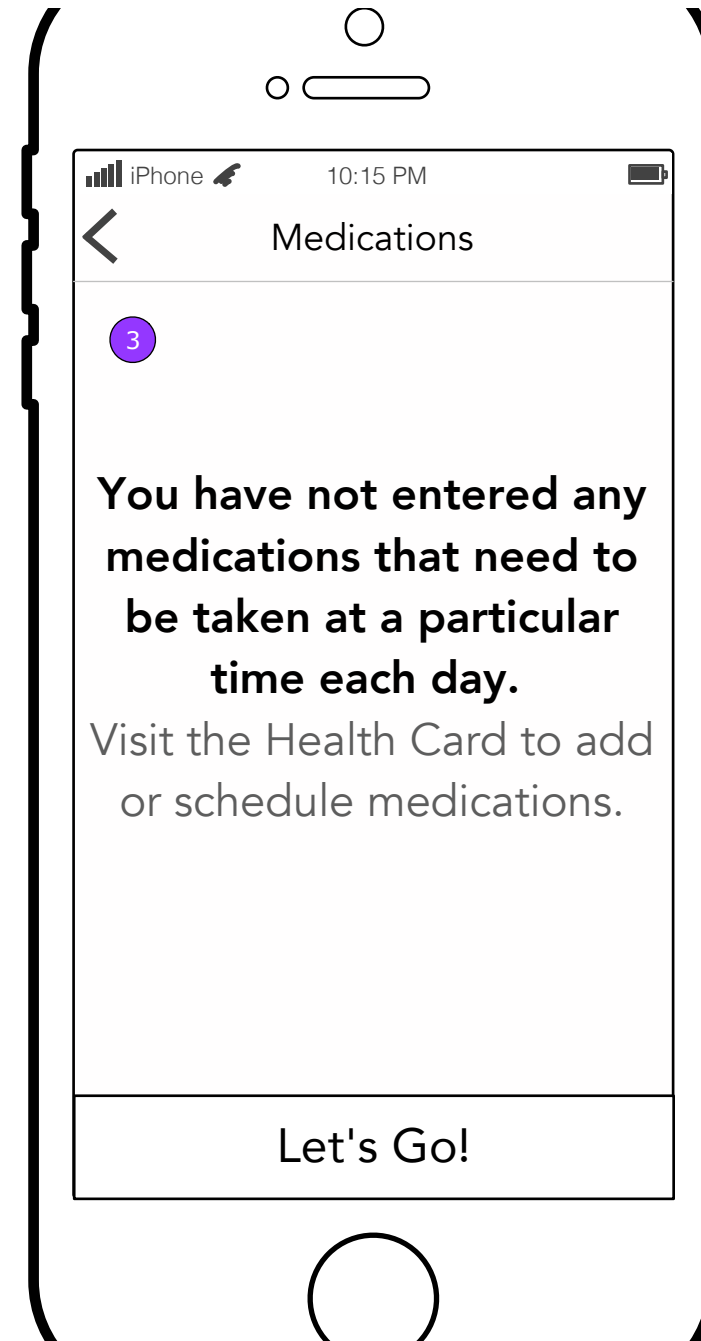 iPhone 10:15 PM
Medications
3
You have not entered any
medications that need to
be taken at a particular
time each day.
Visit the Health Card to add
or schedule medications.
Let's Go!